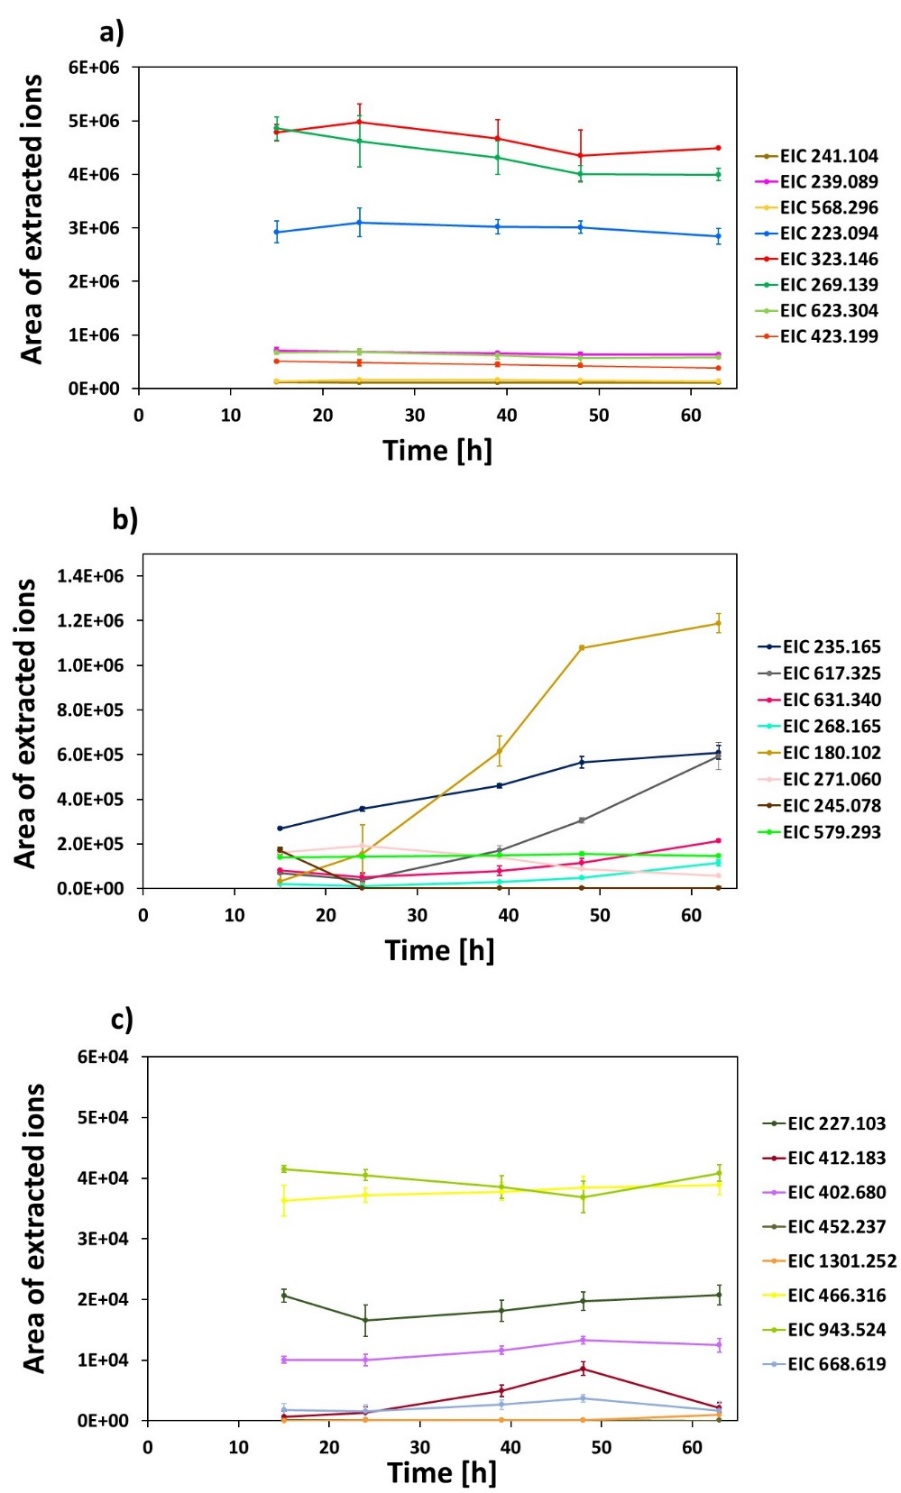 a)
6E+06
5E+06
4E+06
3E+06
2E+06
1E+06
0E+00
Area of extracted ions
0 10 20 30 40 50 60
Time [h]
EIC 241.104
EIC 239.089
EIC 568.296
EIC 223.094
EIC 323.146
EIC 269.139
EIC 623.304
EIC 423.199
b)
1.4E+06
1.2E+06
1.0E+06
8.0E+05
6.0E+05
4.0E+05
2.0E+05
0.0E+00
Area of extracted ions
0 10 20 30 40 50 60
Time [h]
EIC 235.165
EIC 617.325
EIC 631.340
EIC 268.165
EIC 180.102
EIC 271.060
EIC 245.078
EIC 579.293
c)
6E+04
5E+04
4E+04
3E+04
2E+04
1E+04
0E+00
Area of extracted ions
0 10 20 30 40 50 60
Time [h]
EIC 227.103
EIC 412.183
EIC 402.680
EIC 452.237
EIC 1301.252
EIC 466.316
EIC 943.524
EIC 668.619